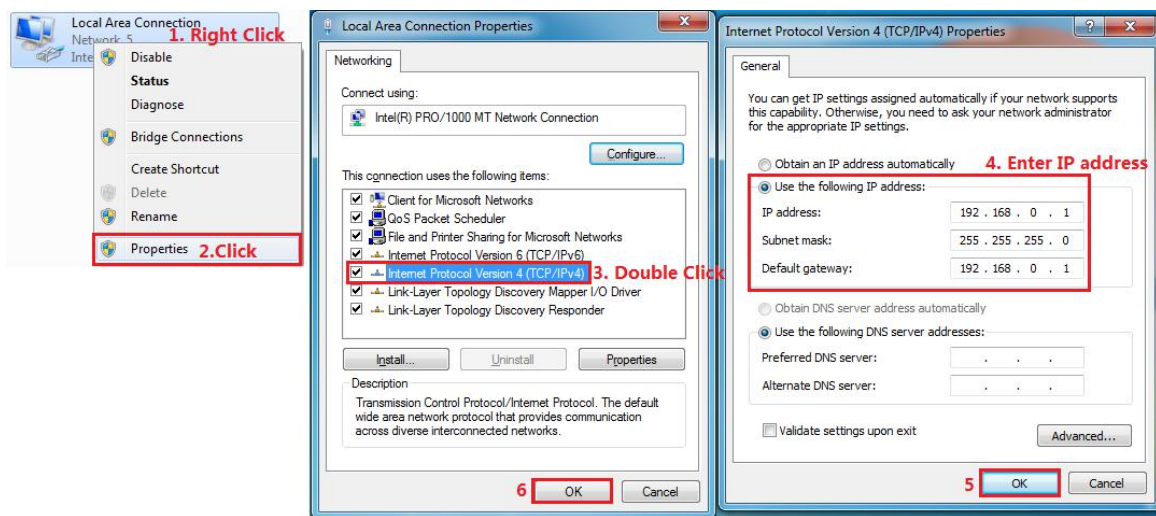 Local Area Connection
Network 5
1. Right Click
Inte
Disable
Status
Diagnose
Bridge Connections
Create Shortcut
Delete
Rename
Properties
2.Click
Local Area Connection Properties
Networking
Connect using:
Intel(R) PRO/1000 MT Network Connection
Configure...
This connection uses the following items:
Client for Microsoft Networks
QoS Packet Scheduler
File and Printer Sharing for Microsoft Networks
Internet Protocol Version 6 (TCP/IPv6)
Internet Protocol Version 4 (TCP/IPv4)
3. Double Click
Link-Layer Topology Discovery Mapper I/O Driver
Link-Layer Topology Discovery Responder
Install...
Uninstall
Properties
Description
Transmission Control Protocol/Internet Protocol. The default
wide area network protocol that provides communication
across diverse interconnected networks.
6
OK
Cancel
Internet Protocol Version 4 (TCP/IPv4) Properties
General
You can get IP settings assigned automatically if your network supports
this capability. Otherwise, you need to ask your network administrator
for the appropriate IP settings.
Obtain an IP address automatically
4. Enter IP address
Use the following IP address:
IP address: 192 . 168 . 0 . 1
Subnet mask: 255 . 255 . 255 . 0
Default gateway: 192 . 168 . 0 . 1
Obtain DNS server address automatically
Use the following DNS server addresses:
Preferred DNS server: . . .
Alternate DNS server: . . .
Validate settings upon exit
Advanced...
5
OK
Cancel